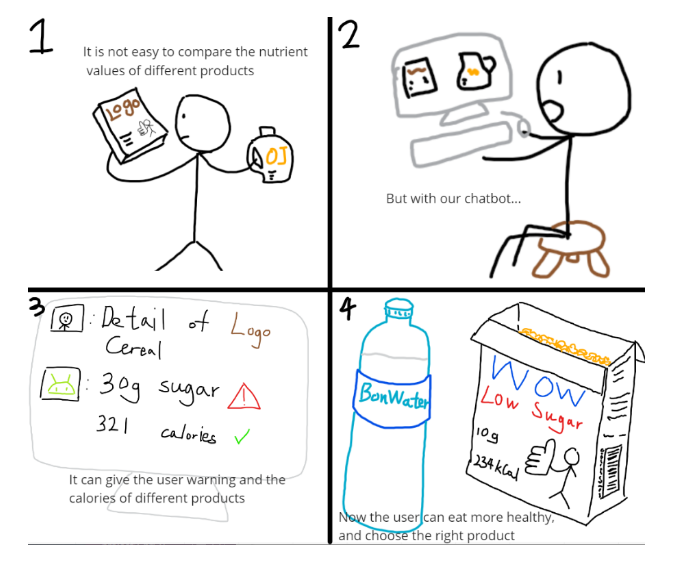 1
It is not easy to compare the nutrient
values of different products
Logo
OJ
2
But with our chatbot...
3
: Detail of Logo
Cereal
: 30g sugar
321 calories
It can give the user warning and the
calories of different products
4
BonWater
WOW
Low Sugar
10g
234 kCal
Now the user can eat more healthy,
and choose the right product